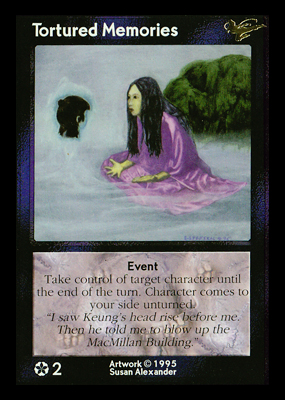 Tortured Memories
Event
Take control of target character until
the end of the turn. Character comes to
your side unturned.
"I saw Keung's head rise before me.
Then he told me to blow up the
MacMillan Building."
2
Artwork © 1995
Susan Alexander